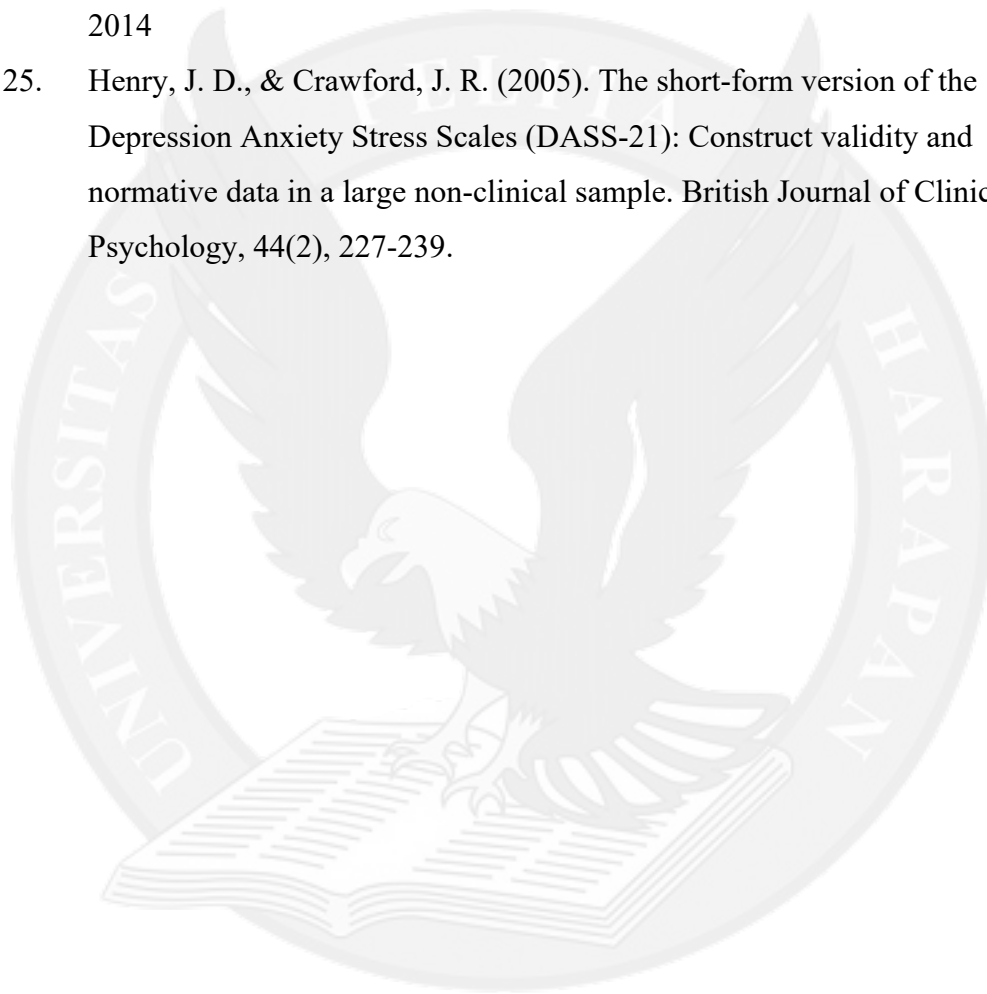 2014
25. Henry, J. D., & Crawford, J. R. (2005). The short-form version of the
Depression Anxiety Stress Scales (DASS-21): Construct validity and
normative data in a large non-clinical sample. British Journal of Clinic
Psychology, 44(2), 227-239.
UNIVERSITAS PELITA HARAPAN